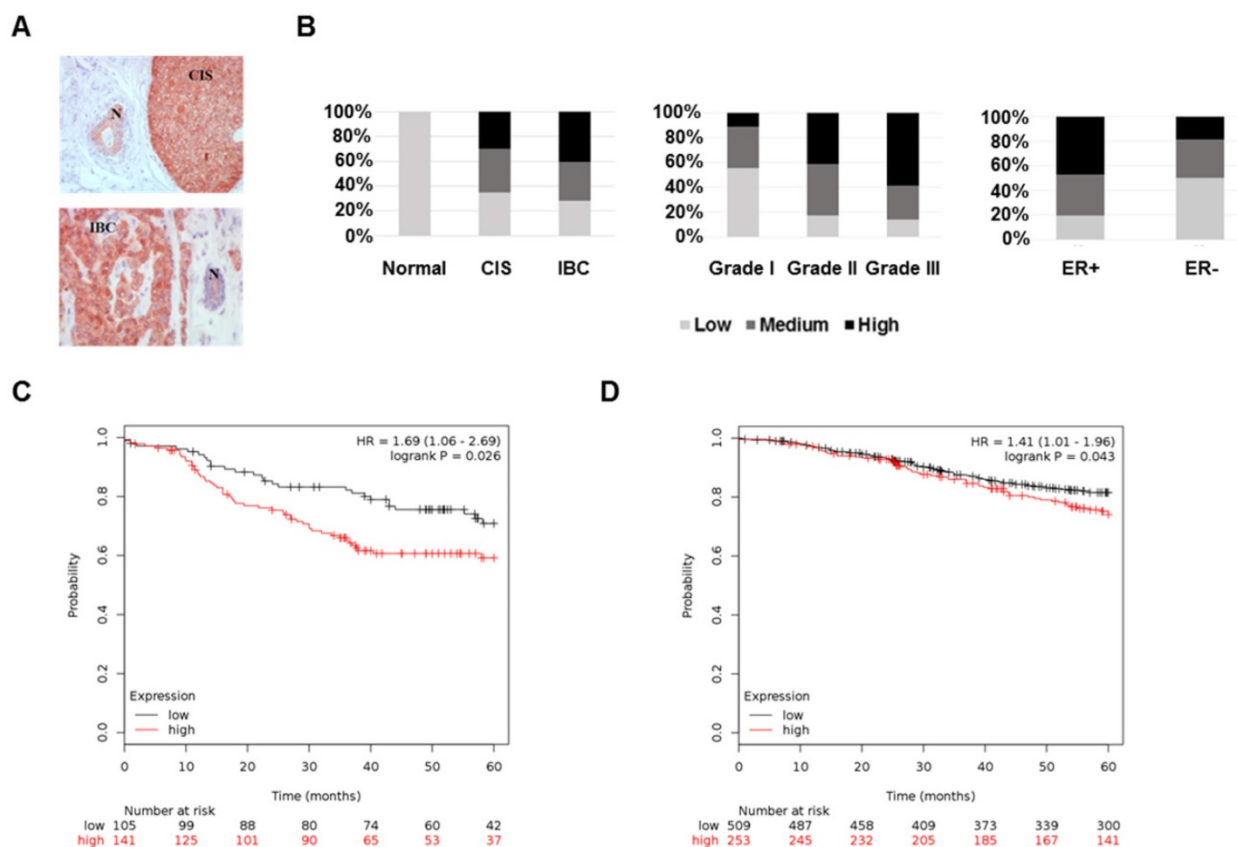 A
CIS
N
IBC
N
B
100%
80%
60%
40%
20%
0%
Normal CIS IBC
100%
80%
60%
40%
20%
0%
Grade I Grade II Grade III
100%
80%
60%
40%
20%
0%
ER+ ER-
Low Medium High
C
HR = 1.69 (1.06 - 2.69)
logrank P = 0.026
Probability
1.0
0.8
0.6
0.4
0.2
0.0
Expression
low
high
0 10 20 30 40 50 60
Time (months)
Number at risk
low 105 99 88 80 74 60 42
high 141 125 101 90 65 53 37
D
HR = 1.41 (1.01 - 1.96)
logrank P = 0.043
Probability
1.0
0.8
0.6
0.4
0.2
0.0
Expression
low
high
0 10 20 30 40 50 60
Time (months)
Number at risk
low 509 487 458 409 373 339 300
high 253 245 232 205 185 167 141